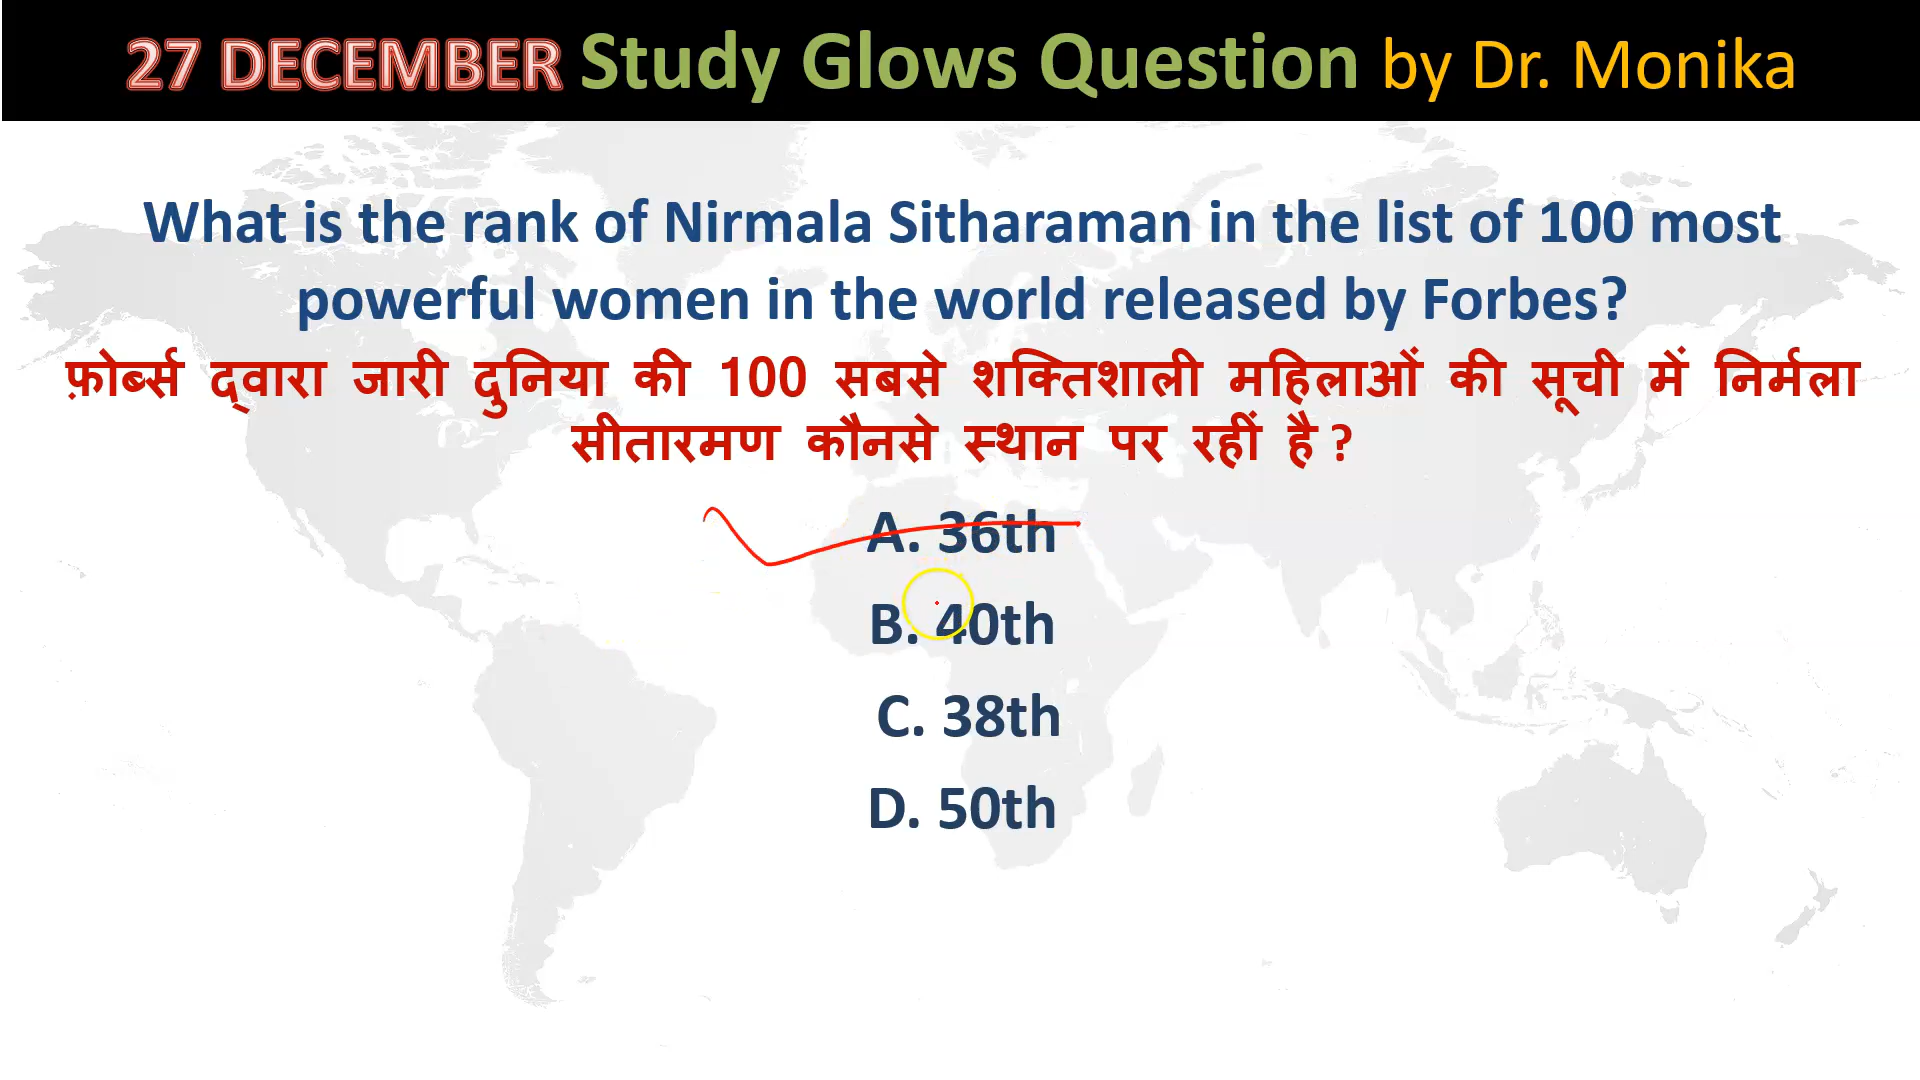 27 DECEMBER Study Glows Question by Dr. Monika
What is the rank of Nirmala Sitharaman in the list of 100 most
powerful women in the world released by Forbes?
फ़ोर्ब्स द्वारा जारी दुनिया की 100 सबसे शक्तिशाली महिलाओं की सूची में निर्मला
सीतारमण कौनसे स्थान पर रहीं है ?
A. 36th
B. 40th
C. 38th
D. 50th